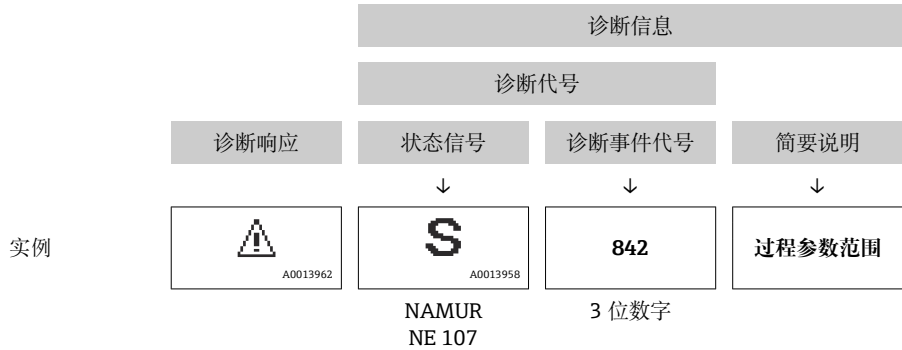 诊断信息
诊断代号
诊断响应 状态信号 诊断事件代号 简要说明
↓ ↓ ↓
实例 ⚠ S 842 过程参数范围
A0013962 A0013958
NAMUR 3 位数字
NE 107